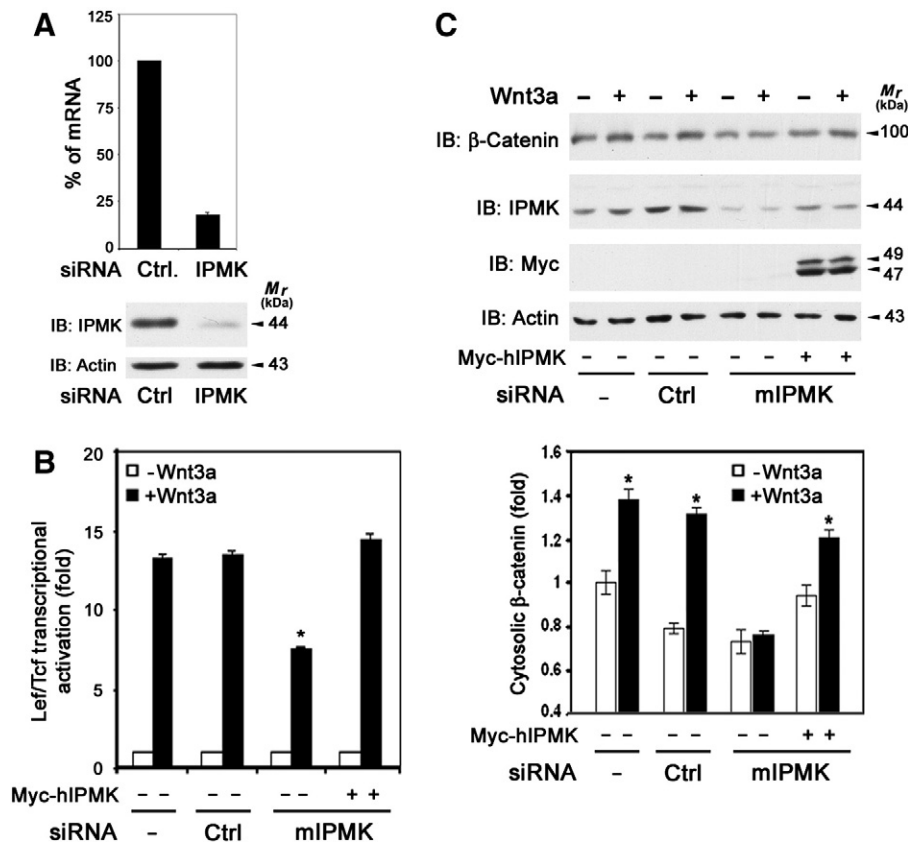 A
% of mRNA
125
100
75
50
25
0
siRNA Ctrl. IPMK
Mr
(kDa)
IB: IPMK 44
IB: Actin 43
siRNA Ctrl IPMK
B
Lef/Tcf transcriptional
activation (fold)
20
15
10
5
0
-Wnt3a
+Wnt3a
*
Myc-hIPMK – – – – – – + +
siRNA – Ctrl mIPMK
C
Wnt3a – + – + – + – + Mr
(kDa)
IB: β-Catenin 100
IB: IPMK 44
IB: Myc 49
47
IB: Actin 43
Myc-hIPMK – – – – – – + +
siRNA – Ctrl mIPMK
Cytosolic β-catenin (fold)
1.6
1.4
1.2
1
0.8
0.6
0.4
-Wnt3a
+Wnt3a
* * *
Myc-hIPMK – – – – – – + +
siRNA – Ctrl mIPMK